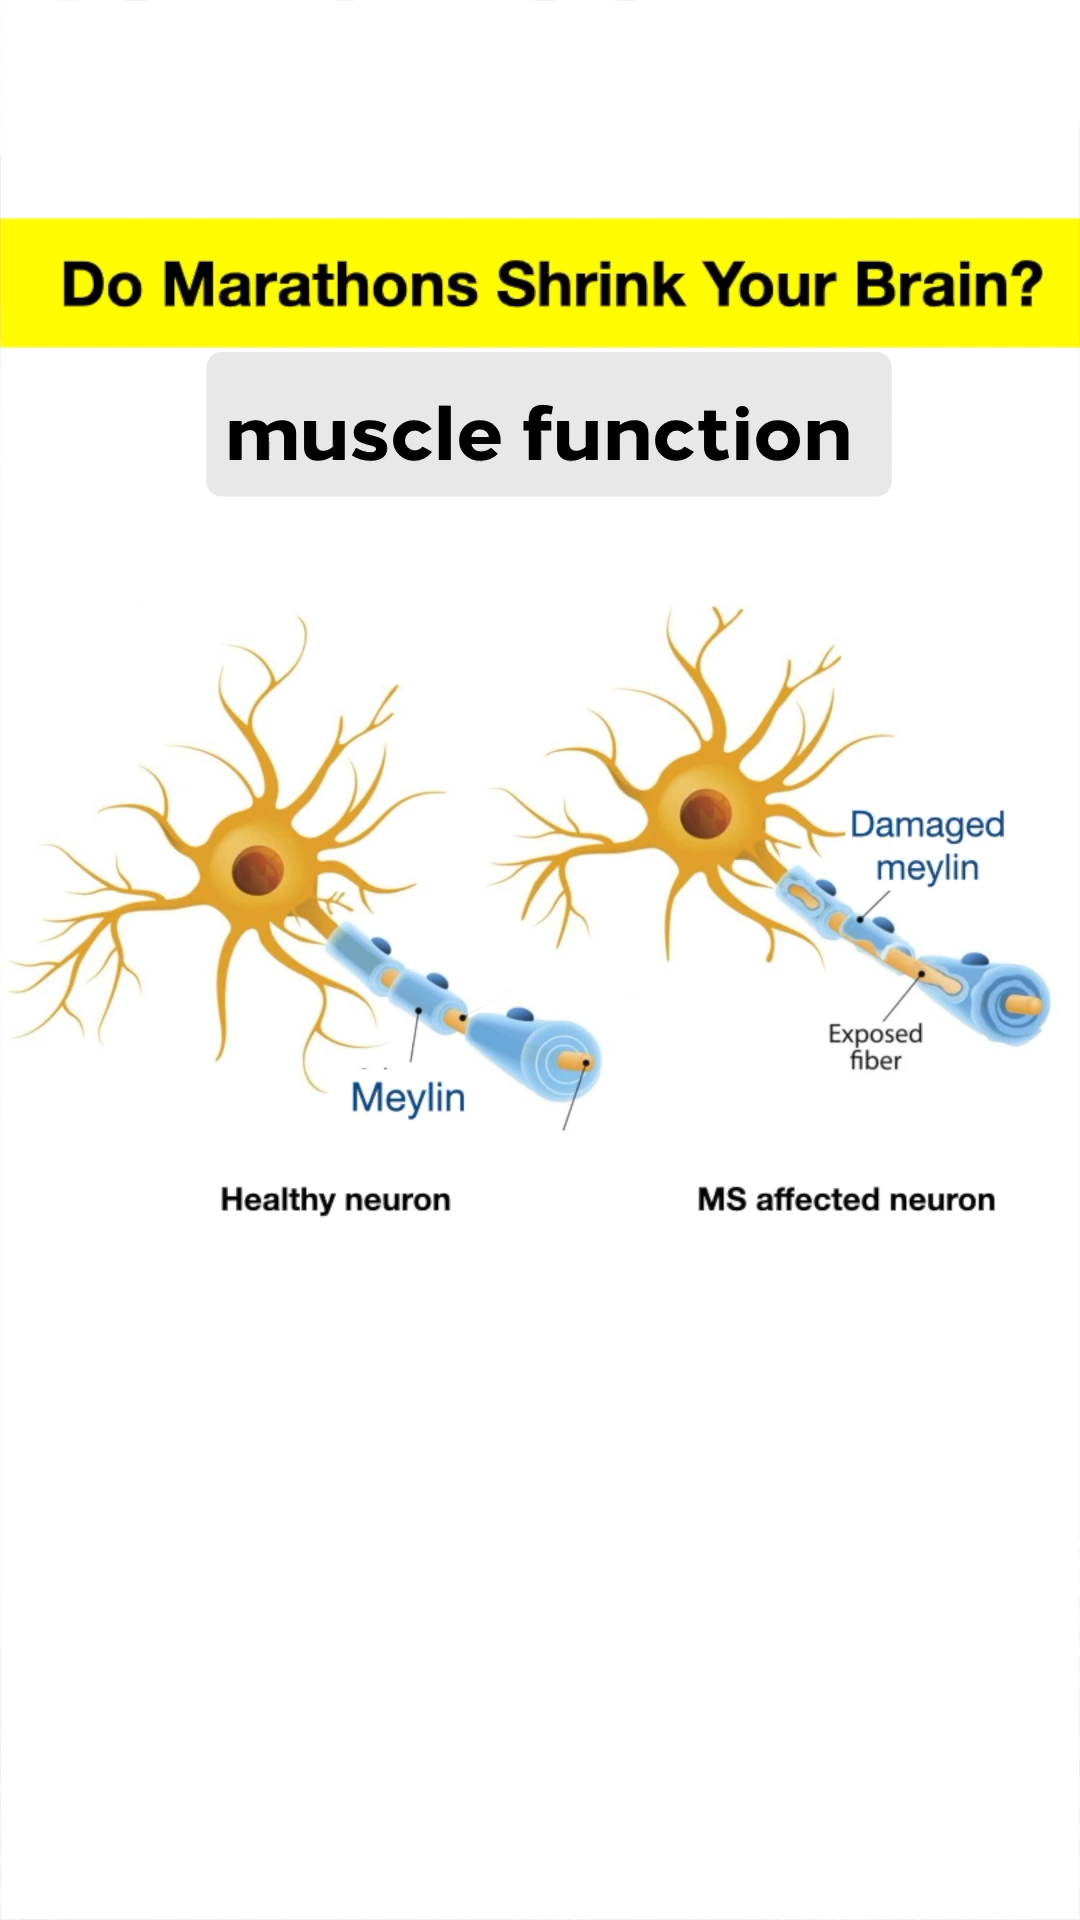 Do Marathons Shrink Your Brain?
muscle function
Damaged
meylin
Exposed
fiber
Meylin
Healthy neuron
MS affected neuron